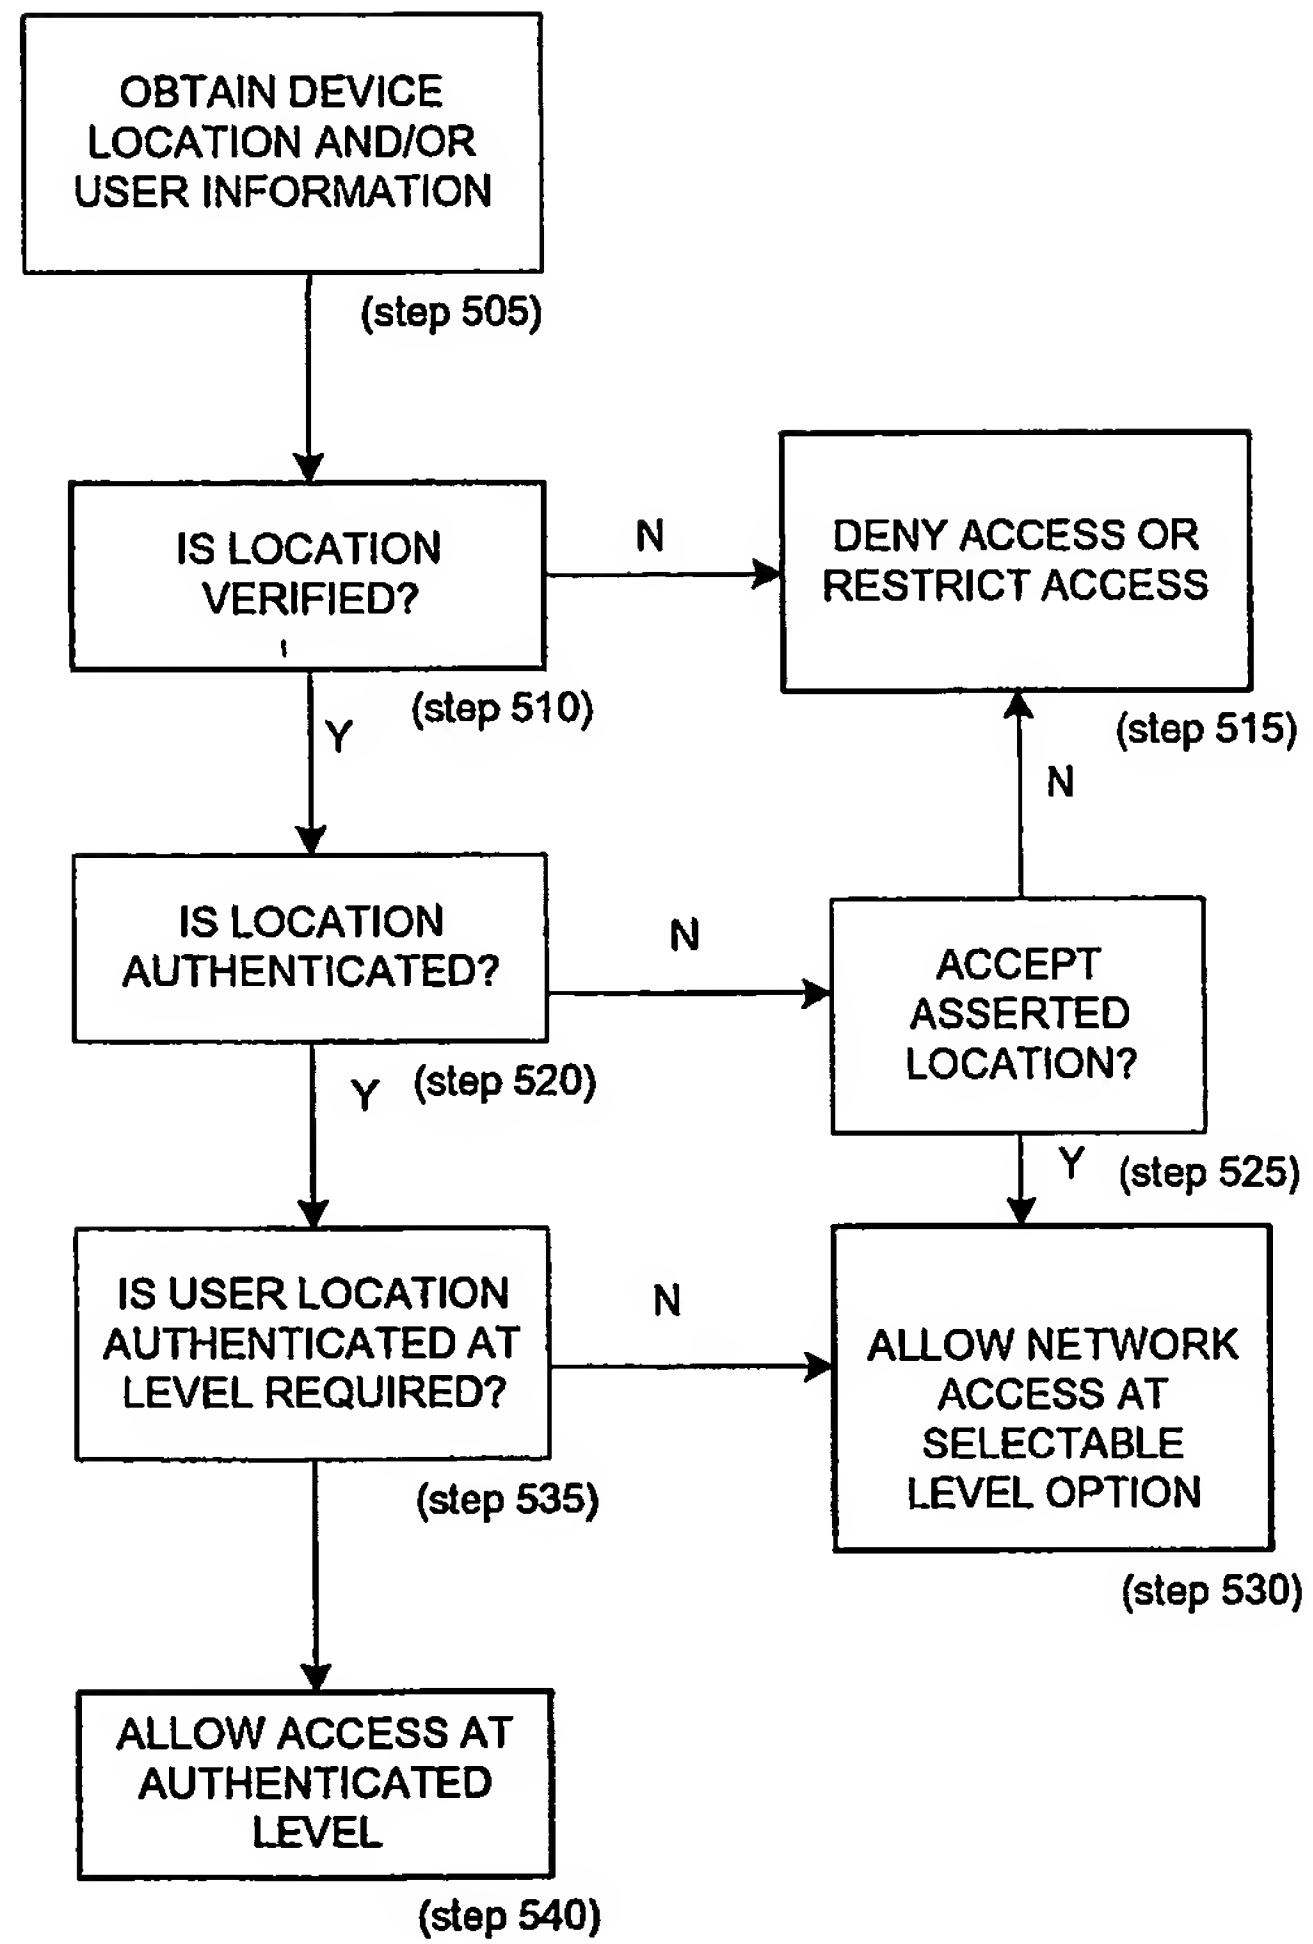 OBTAIN DEVICE
LOCATION AND/OR
USER INFORMATION
(step 505)
IS LOCATION
VERIFIED?
(step 510)
N
Y
DENY ACCESS OR
RESTRICT ACCESS
(step 515)
N
IS LOCATION
AUTHENTICATED?
(step 520)
N
Y
ACCEPT
ASSERTED
LOCATION?
(step 525)
Y
IS USER LOCATION
AUTHENTICATED AT
LEVEL REQUIRED?
(step 535)
N
ALLOW NETWORK
ACCESS AT
SELECTABLE
LEVEL OPTION
(step 530)
ALLOW ACCESS AT
AUTHENTICATED
LEVEL
(step 540)